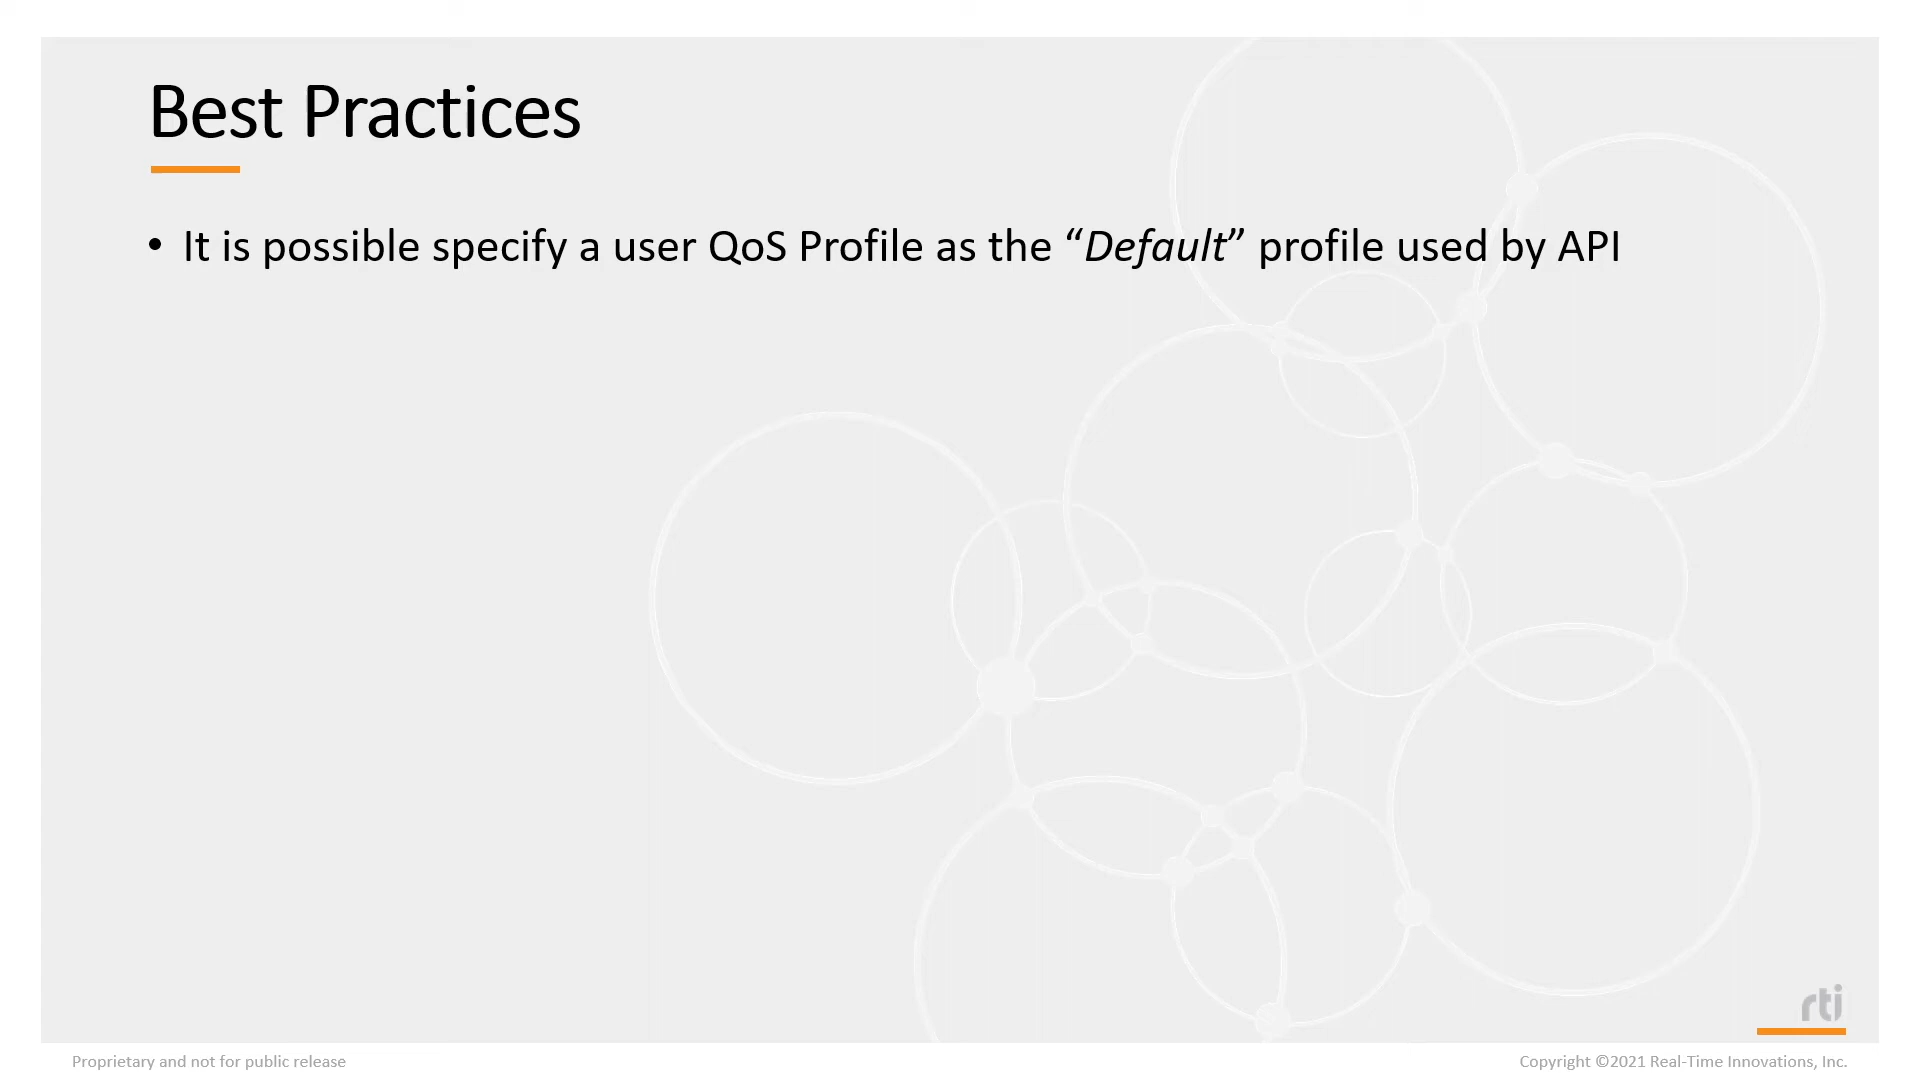 Best Practices
• It is possible specify a user QoS Profile as the “Default” profile used by API
rti
Proprietary and not for public release
Copyright ©2021 Real-Time Innovations, Inc.